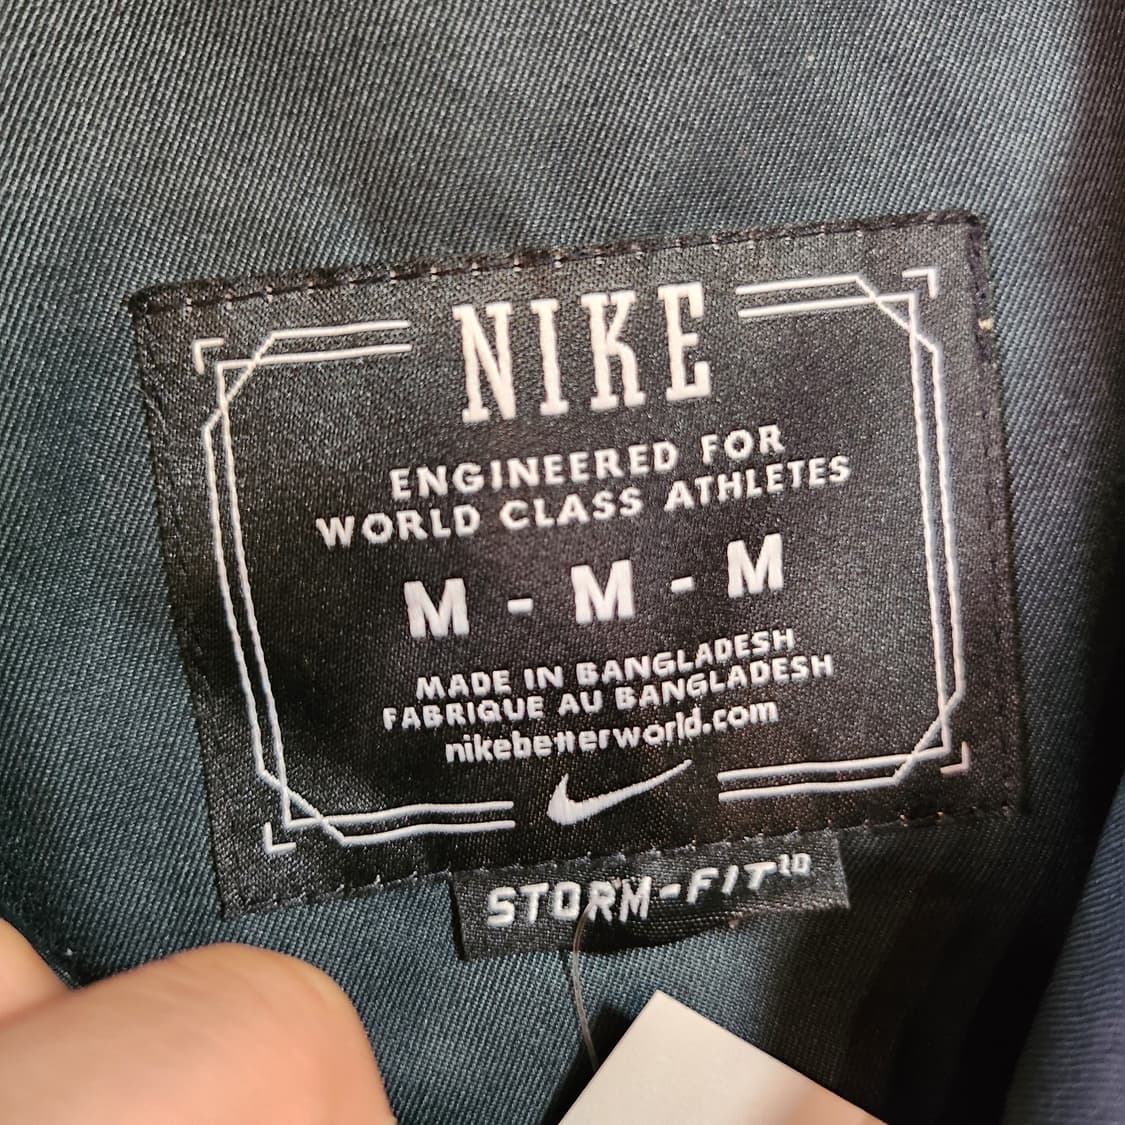 NIKE
ENGINEERED FOR
WORLD CLASS ATHLETES
M - M - M
MADE IN BANGLADESH
FABRIQUE AU BANGLADESH
nikebetterworld.com
STORM-FIT10